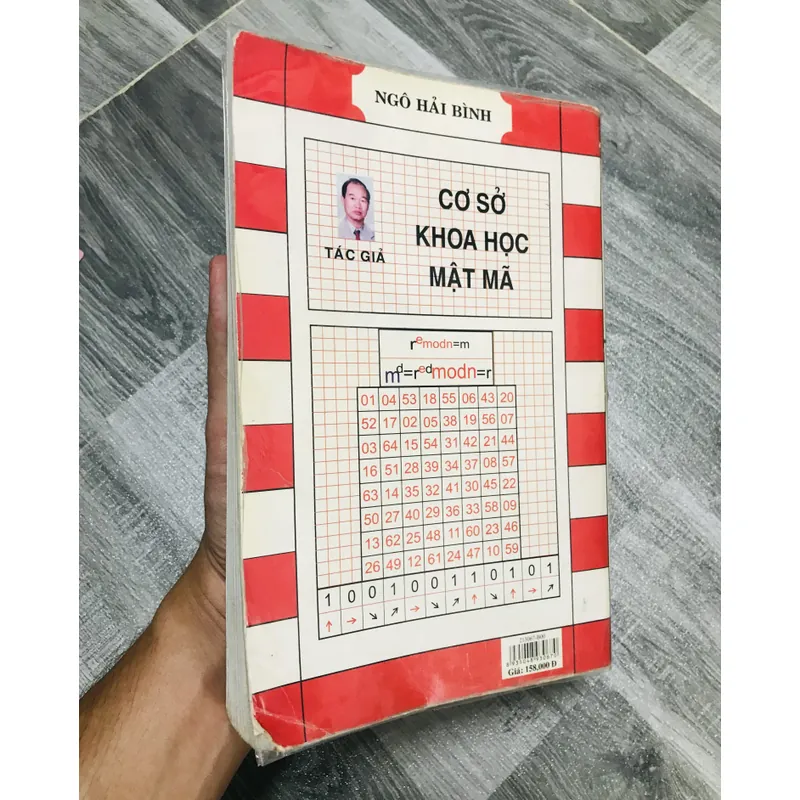 NGÔ HẢI BÌNH
CƠ SỞ
KHOA HỌC
MẬT MÃ
TÁC GIẢ
r^e modn=m
m^d=r^ed modn=r
01 04 53 18 55 06 43 20
52 17 02 05 38 19 56 07
03 64 15 54 31 42 21 44
16 51 28 39 34 37 08 57
63 14 35 32 41 30 45 22
50 27 40 29 36 33 58 09
13 62 25 48 11 60 23 46
26 49 12 61 24 47 10 59
1 0 0 1 0 0 1 1 0 1 0 1
↑ → ↘ ↗ → ↘ ↗ ↑ ↘ ↑ → ↗
Giá: 158.000 Đ